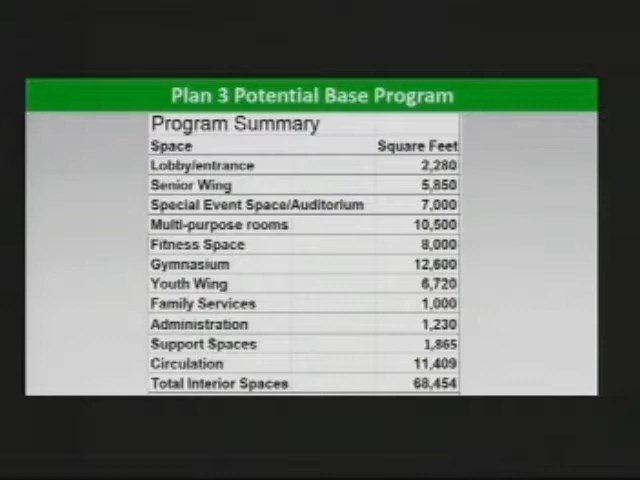 Plan 3 Potential Base Program
Program Summary
Space Square Feet
Lobby/entrance 2,280
Senior Wing 5,850
Special Event Space/Auditorium 7,000
Multi-purpose rooms 10,500
Fitness Space 8,000
Gymnasium 12,600
Youth Wing 6,720
Family Services 1,000
Administration 1,230
Support Spaces 1,865
Circulation 11,409
Total Interior Spaces 68,454